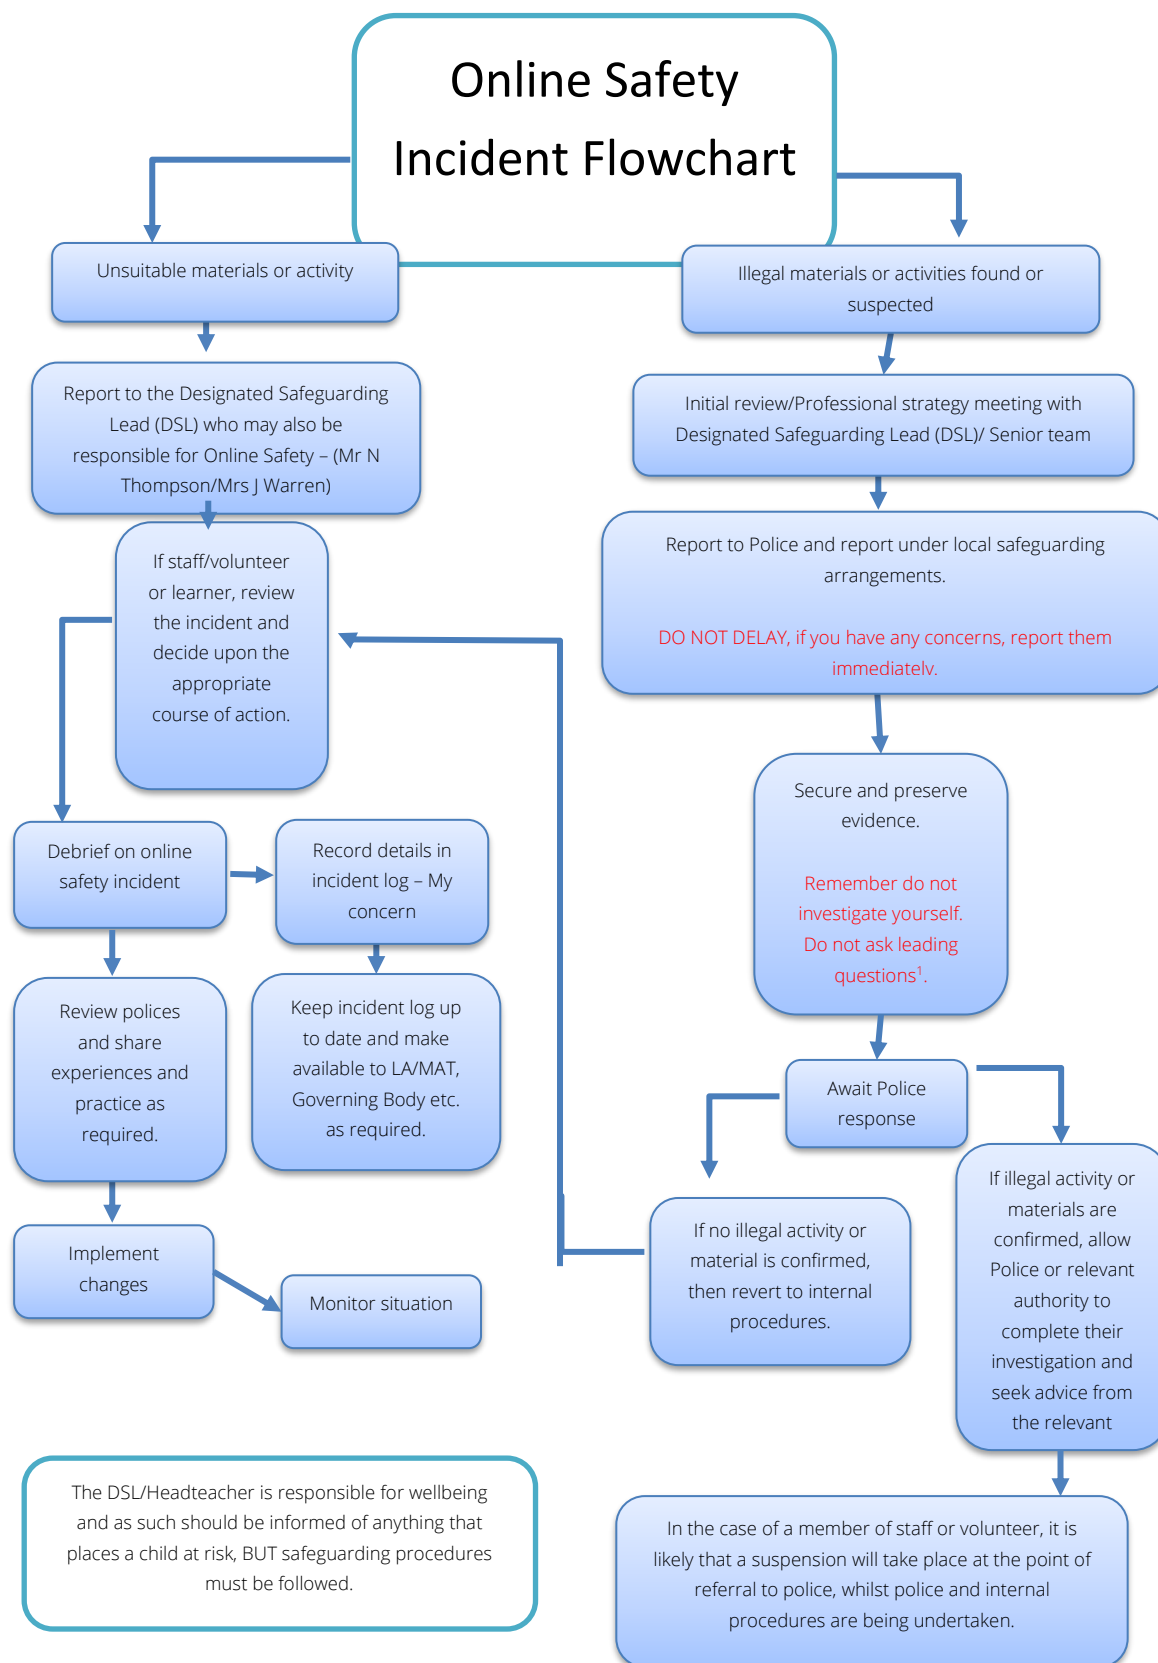 Online Safety
Incident Flowchart
Unsuitable materials or activity
Illegal materials or activities found or
suspected
Report to the Designated Safeguarding
Lead (DSL) who may also be
responsible for Online Safety – (Mr N
Thompson/Mrs J Warren)
Initial review/Professional strategy meeting with
Designated Safeguarding Lead (DSL)/ Senior team
If staff/volunteer
or learner, review
the incident and
decide upon the
appropriate
course of action.
Report to Police and report under local safeguarding
arrangements.
DO NOT DELAY, if you have any concerns, report them
immediately.
Secure and preserve
evidence.
Remember do not
investigate yourself.
Do not ask leading
questions¹.
Debrief on online
safety incident
Record details in
incident log – My
concern
Review polices
and share
experiences and
practice as
required.
Keep incident log up
to date and make
available to LA/MAT,
Governing Body etc.
as required.
Await Police
response
Implement
changes
Monitor situation
If no illegal activity or
material is confirmed,
then revert to internal
procedures.
If illegal activity or
materials are
confirmed, allow
Police or relevant
authority to
complete their
investigation and
seek advice from
the relevant
The DSL/Headteacher is responsible for wellbeing
and as such should be informed of anything that
places a child at risk, BUT safeguarding procedures
must be followed.
In the case of a member of staff or volunteer, it is
likely that a suspension will take place at the point of
referral to police, whilst police and internal
procedures are being undertaken.